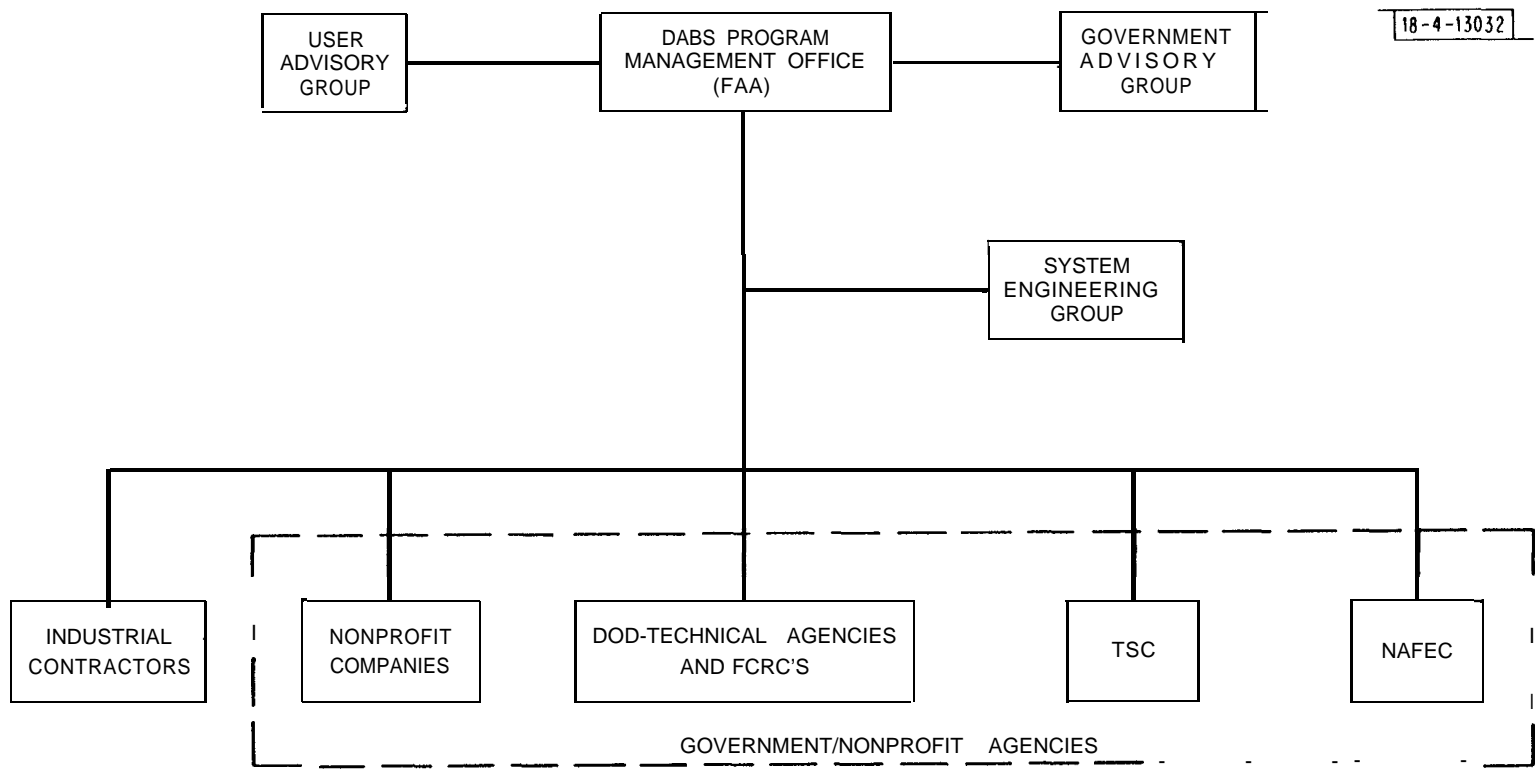 18-4-13032
USER
ADVISORY
GROUP
DABS PROGRAM
MANAGEMENT OFFICE
(FAA)
GOVERNMENT
ADVISORY
GROUP
SYSTEM
ENGINEERING
GROUP
INDUSTRIAL
CONTRACTORS
NONPROFIT
COMPANIES
DOD-TECHNICAL AGENCIES
AND FCRC'S
TSC
NAFEC
GOVERNMENT/NONPROFIT AGENCIES